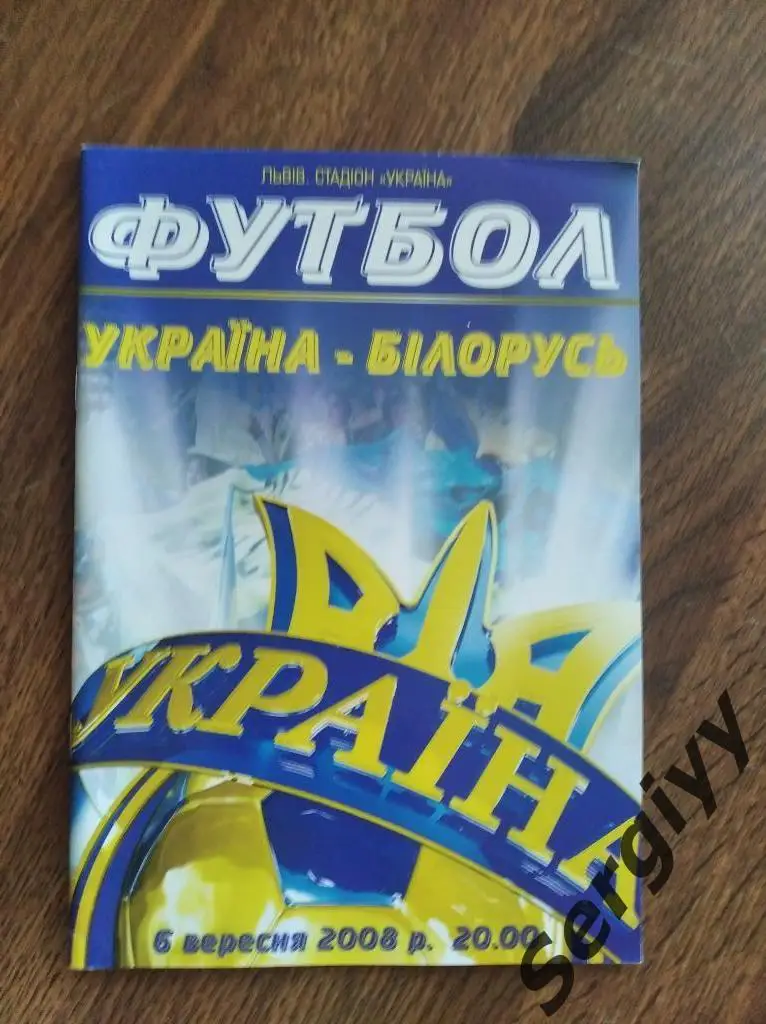 ЛЬВІВ. СТАДІОН «УКРАЇНА»
ФУТБОЛ
УКРАЇНА - БІЛОРУСЬ
УКРАЇНА
6 вересня 2008 р. 20.00
Sergiyy